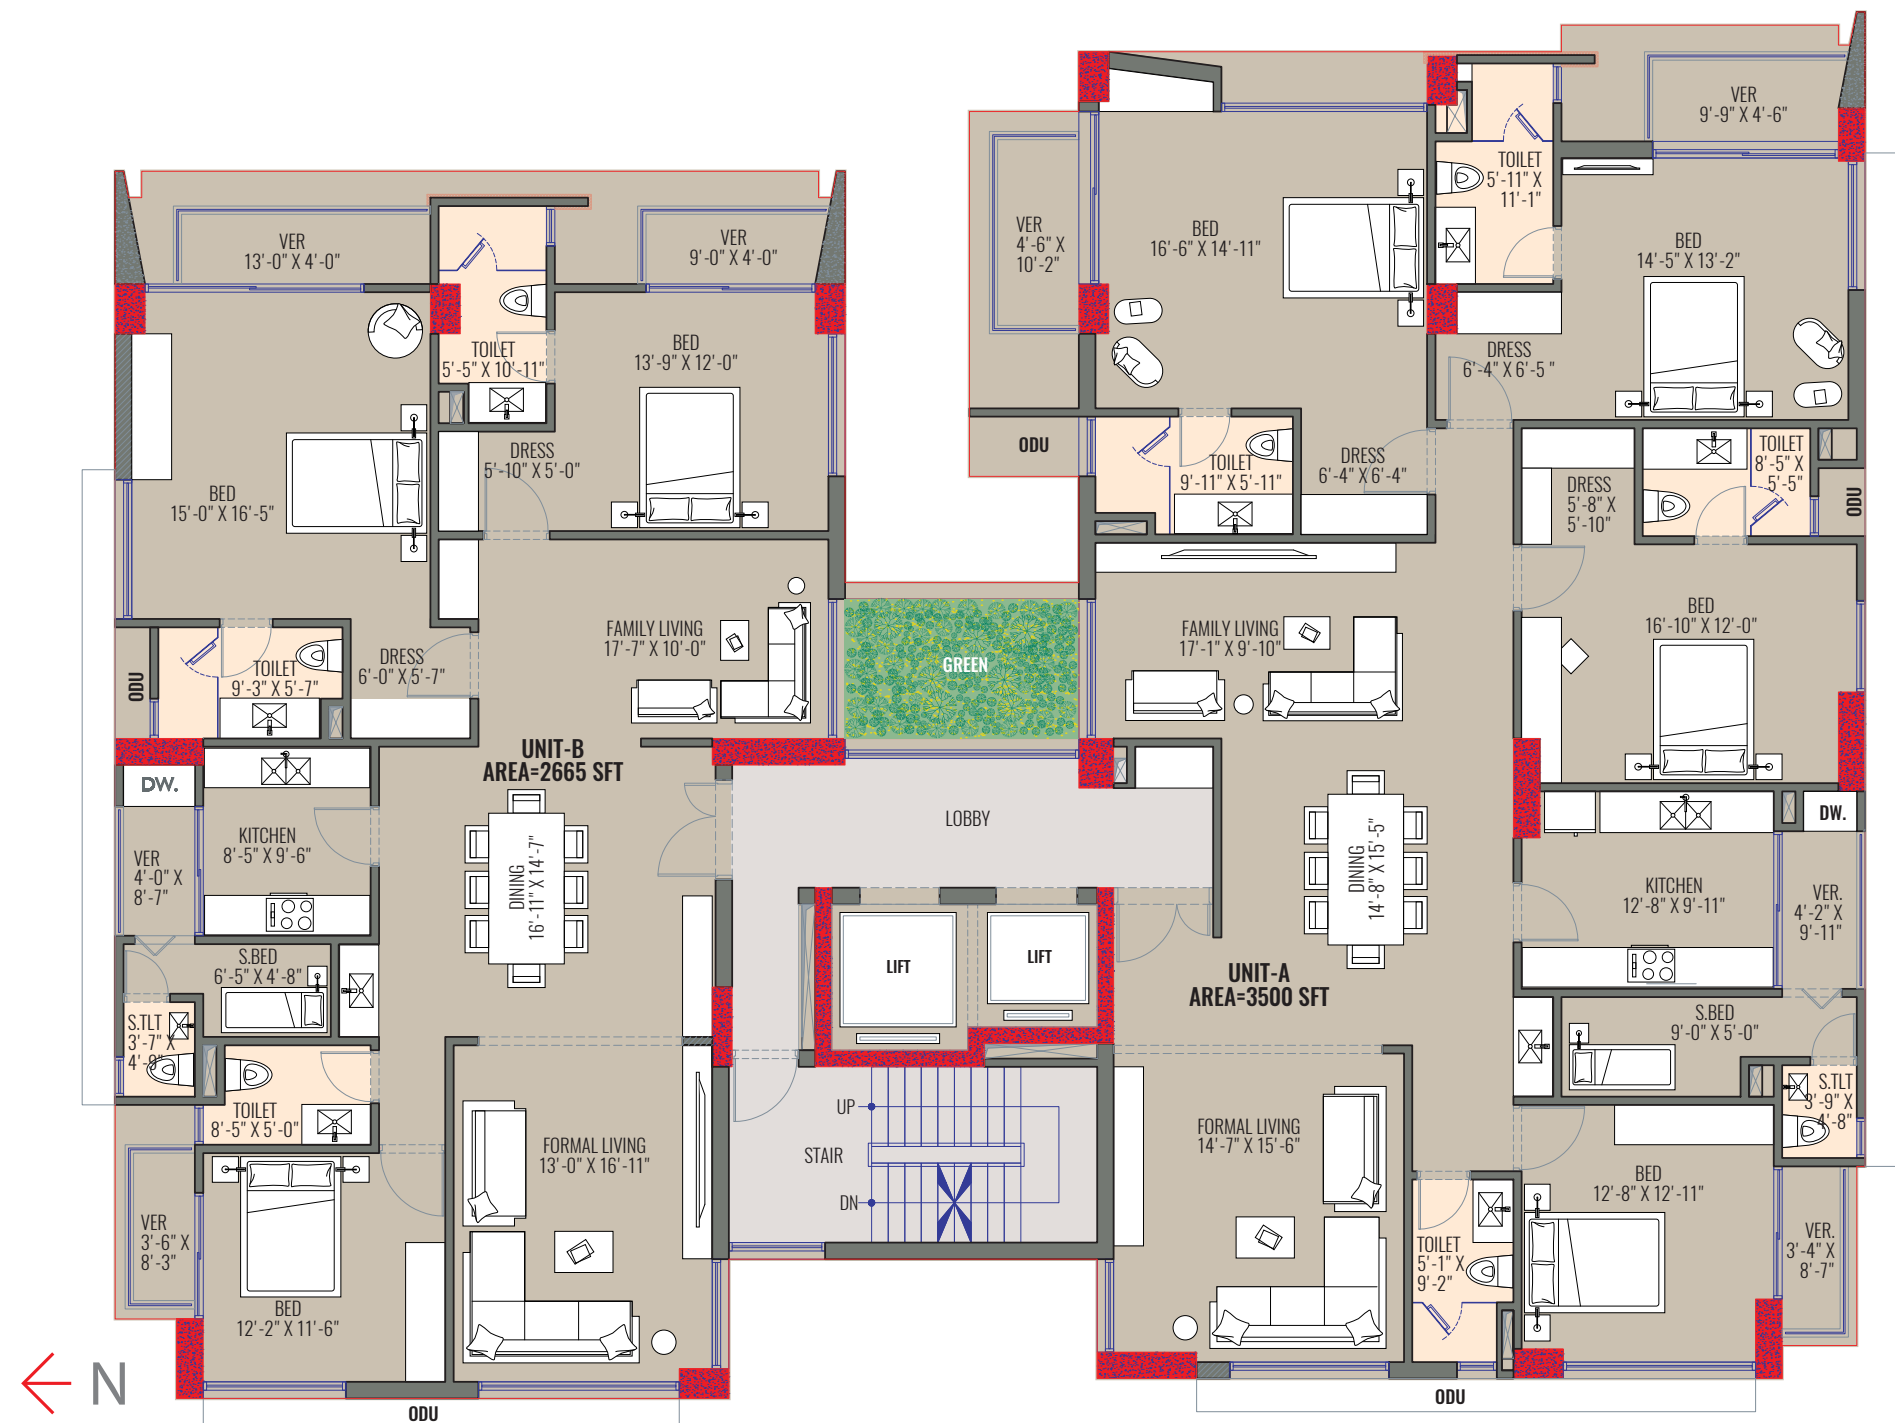 VER
13'-0" X 4'-0"
VER
9'-0" X 4'-0"
TOILET
5'-5" X 10'-11"
BED
13'-9" X 12'-0"
BED
15'-0" X 16'-5"
DRESS
5'-10" X 5'-0"
FAMILY LIVING
17'-7" X 10'-0"
ODU
TOILET
9'-3" X 5'-7"
DRESS
6'-0" X 5'-7"
UNIT-B
AREA=2665 SFT
DW.
KITCHEN
8'-5" X 9'-6"
VER
4'-0" X
8'-7"
DINING
16'-11" X 14'-7"
S.BED
6'-5" X 4'-8"
S.TLT
3'-7" X
4'-9"
TOILET
8'-5" X 5'-0"
FORMAL LIVING
13'-0" X 16'-11"
VER
3'-6" X
8'-3"
BED
12'-2" X 11'-6"
N
ODU
GREEN
LOBBY
LIFT
LIFT
UP
STAIR
DN
VER
9'-9" X 4'-6"
TOILET
5'-11" X
11'-1"
VER
4'-6" X
10'-2"
BED
16'-6" X 14'-11"
BED
14'-5" X 13'-2"
DRESS
6'-4" X 6'-5"
ODU
TOILET
9'-11" X 5'-11"
DRESS
6'-4" X 6'-4"
DRESS
5'-8" X
5'-10"
TOILET
8'-5" X
5'-5"
ODU
FAMILY LIVING
17'-1" X 9'-10"
BED
16'-10" X 12'-0"
DW.
DINING
14'-8" X 15'-5"
KITCHEN
12'-8" X 9'-11"
VER.
4'-2" X
9'-11"
UNIT-A
AREA=3500 SFT
S.BED
9'-0" X 5'-0"
S.TLT
3'-9" X
4'-8"
FORMAL LIVING
14'-7" X 15'-6"
BED
12'-8" X 12'-11"
TOILET
5'-1" X
9'-2"
VER.
3'-4" X
8'-7"
ODU